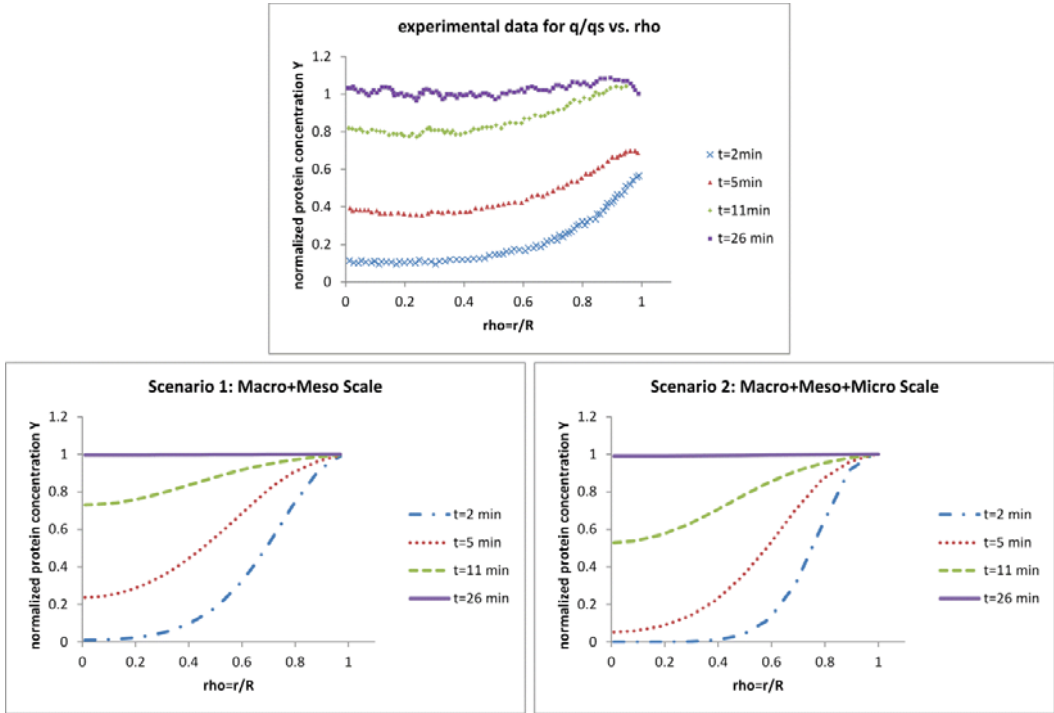 experimental data for q/qs vs. rho
normalized protein concentration Y
1.2
1
0.8
0.6
0.4
0.2
0
0 0.2 0.4 0.6 0.8 1
rho=r/R
t=2min
t=5min
t=11min
t=26 min
Scenario 1: Macro+Meso Scale
normalized protein concentration Y
1.2
1
0.8
0.6
0.4
0.2
0
0 0.2 0.4 0.6 0.8 1
rho=r/R
t=2 min
t=5 min
t=11 min
t=26 min
Scenario 2: Macro+Meso+Micro Scale
normalized protein concentration Y
1.2
1
0.8
0.6
0.4
0.2
0
0 0.2 0.4 0.6 0.8 1
rho=r/R
t=2 min
t=5 min
t=11 min
t=26 min